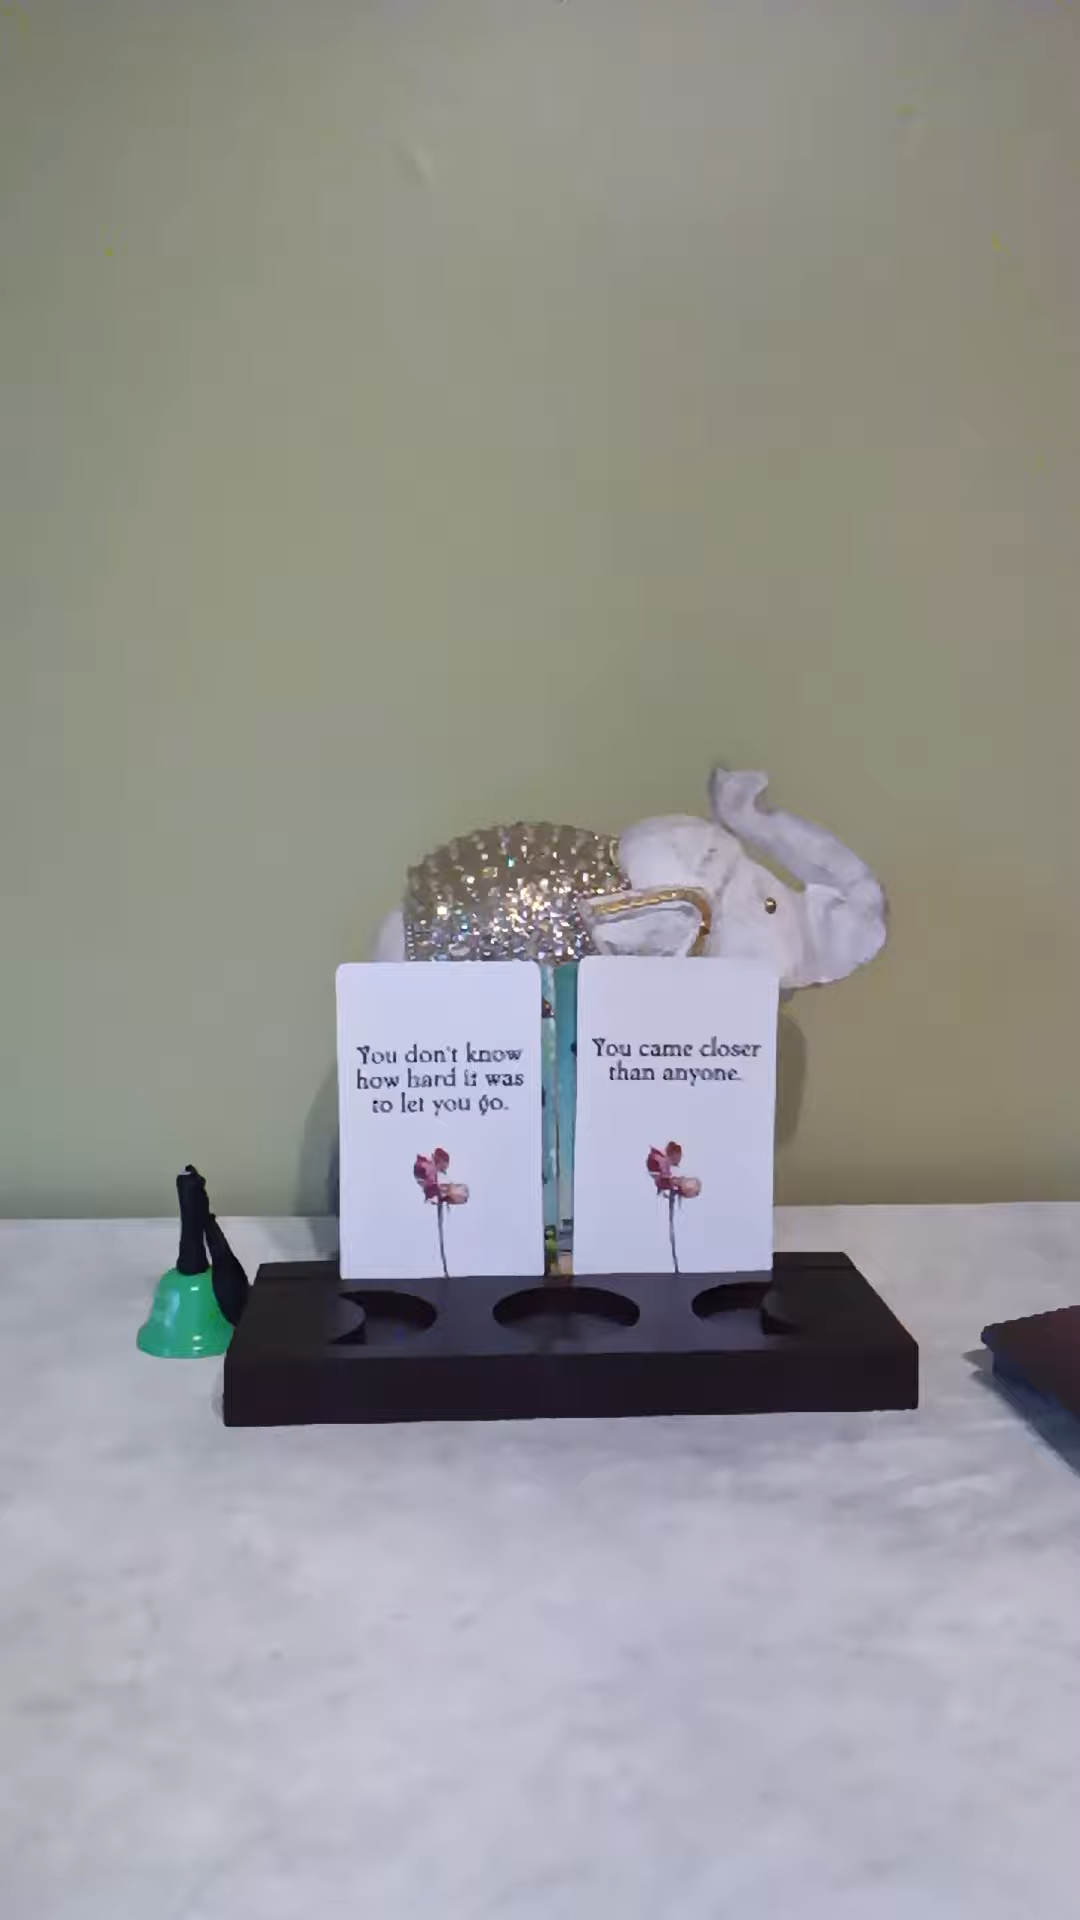 You don't know
how hard it was
to let you go.
You came closer
than anyone.